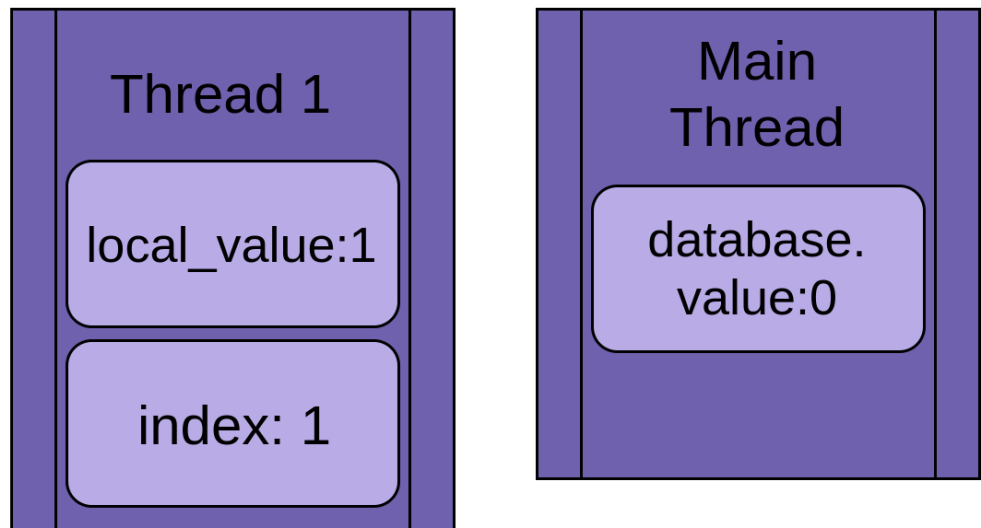 Thread 1
local_value:1
index: 1
Main
Thread
database.
value:0